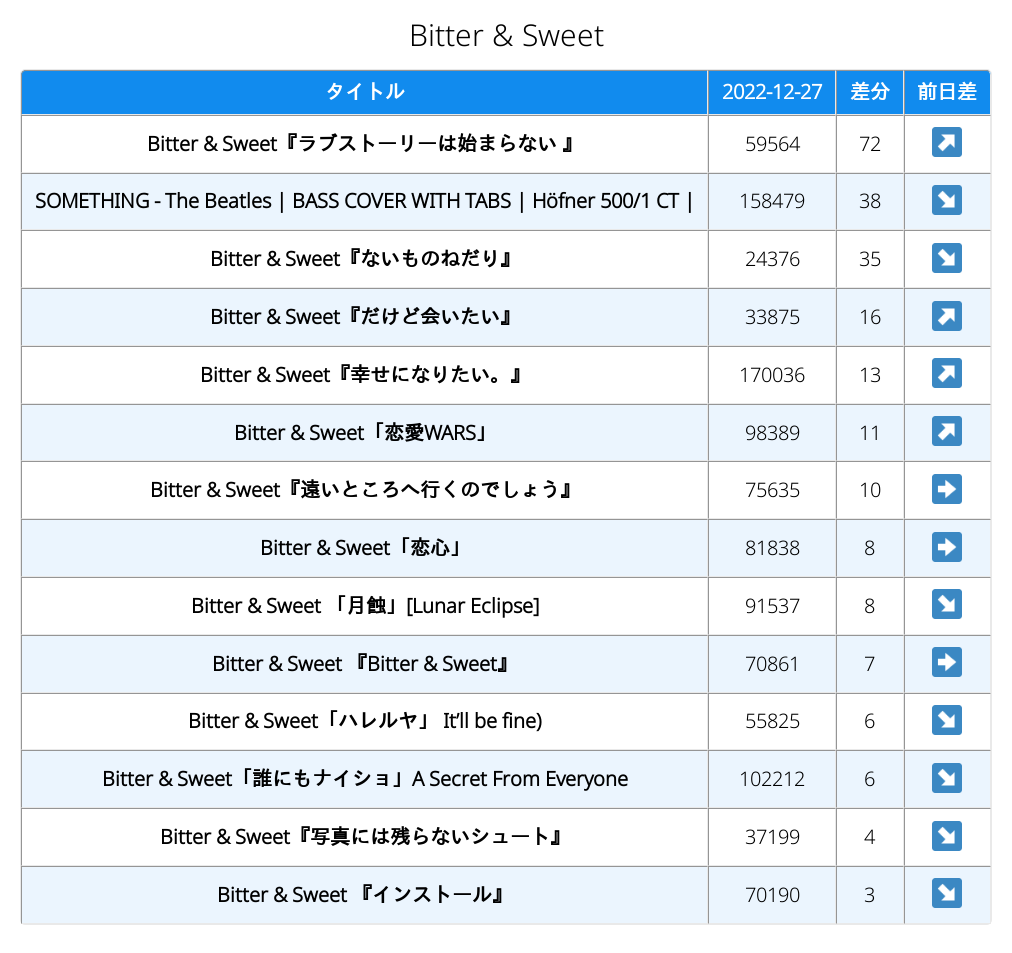 Bitter & Sweet
タイトル 2022-12-27 差分 前日差
Bitter & Sweet『ラブストーリーは始まらない 』 59564 72
SOMETHING - The Beatles | BASS COVER WITH TABS | Höfner 500/1 CT | 158479 38
Bitter & Sweet『ないものねだり』 24376 35
Bitter & Sweet『だけど会いたい』 33875 16
Bitter & Sweet『幸せになりたい。』 170036 13
Bitter & Sweet「恋愛WARS」 98389 11
Bitter & Sweet『遠いところへ行くのでしょう』 75635 10
Bitter & Sweet「恋心」 81838 8
Bitter & Sweet 「月蝕」[Lunar Eclipse] 91537 8
Bitter & Sweet 『Bitter & Sweet』 70861 7
Bitter & Sweet「ハレルヤ」 It’ll be fine) 55825 6
Bitter & Sweet「誰にもナイショ」A Secret From Everyone 102212 6
Bitter & Sweet『写真には残らないシュート』 37199 4
Bitter & Sweet 『インストール』 70190 3